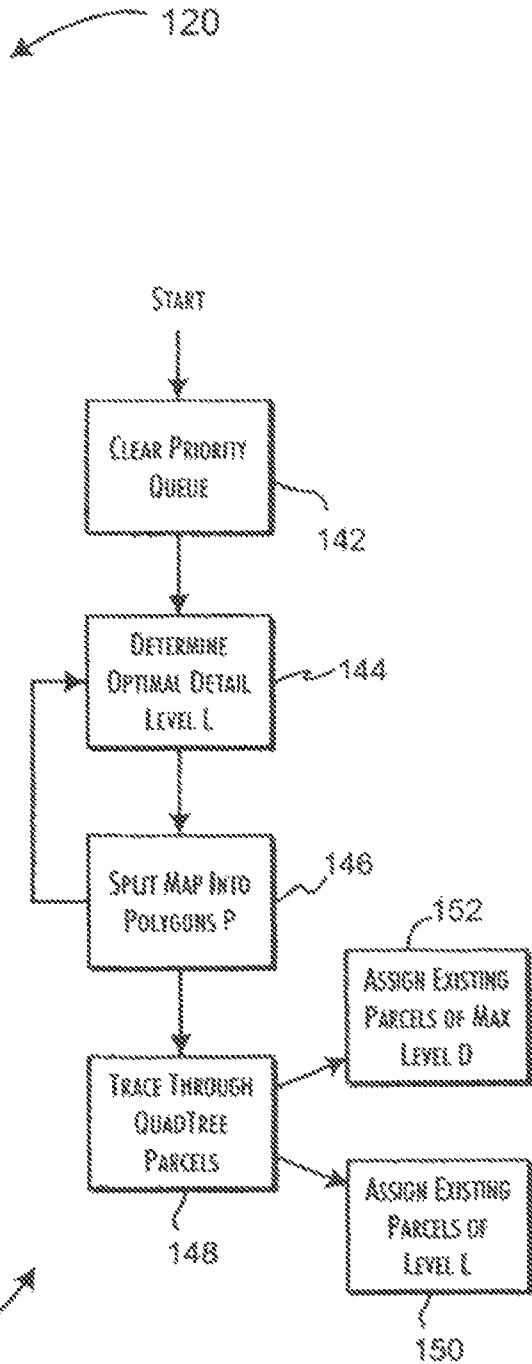 120
START
CLEAR PRIORITY
QUEUE
142
DETERMINE
OPTIMAL DETAIL
LEVEL L
144
SPLIT MAP INTO
POLYGONS P
146
152
ASSIGN EXISTING
PARCELS OF MAX
LEVEL D
TRACE THROUGH
QUADTREE
PARCELS
148
ASSIGN EXISTING
PARCELS OF
LEVEL L
150